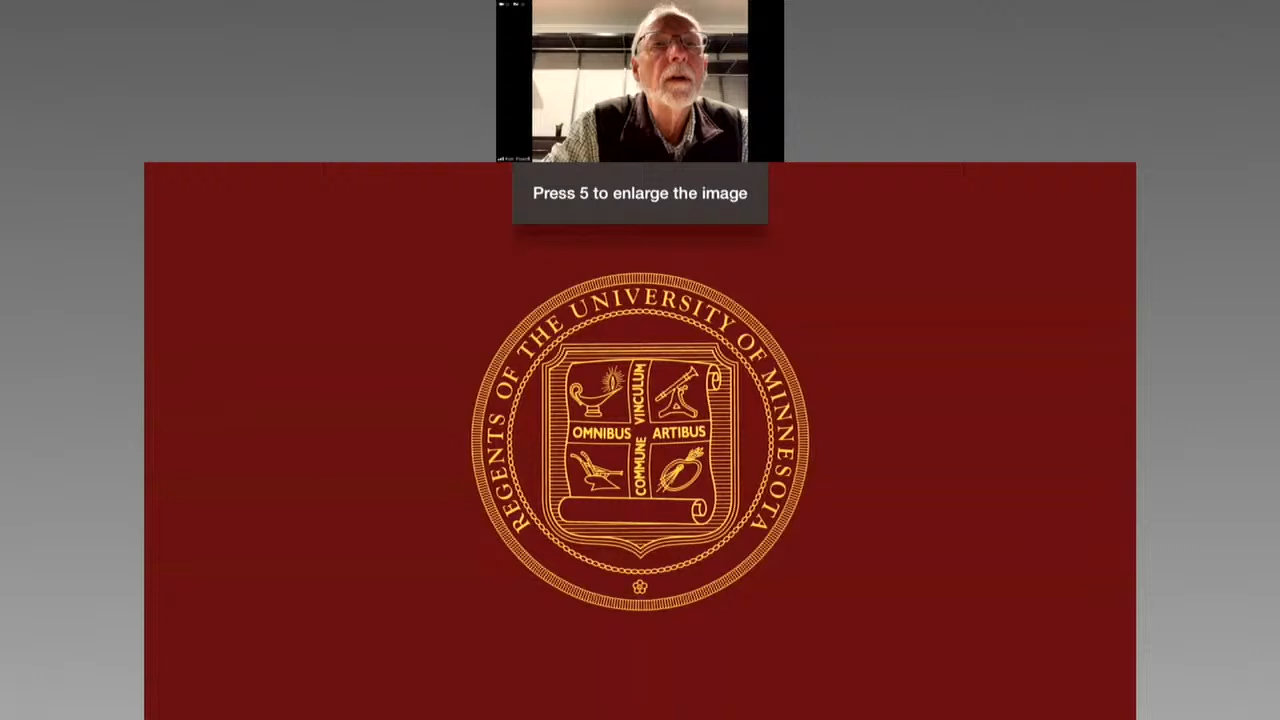 Press 5 to enlarge the image
REGENTS OF THE UNIVERSITY OF MINNESOTA
OMNIBUS ARTIBUS
COMMUNE VINCULUM